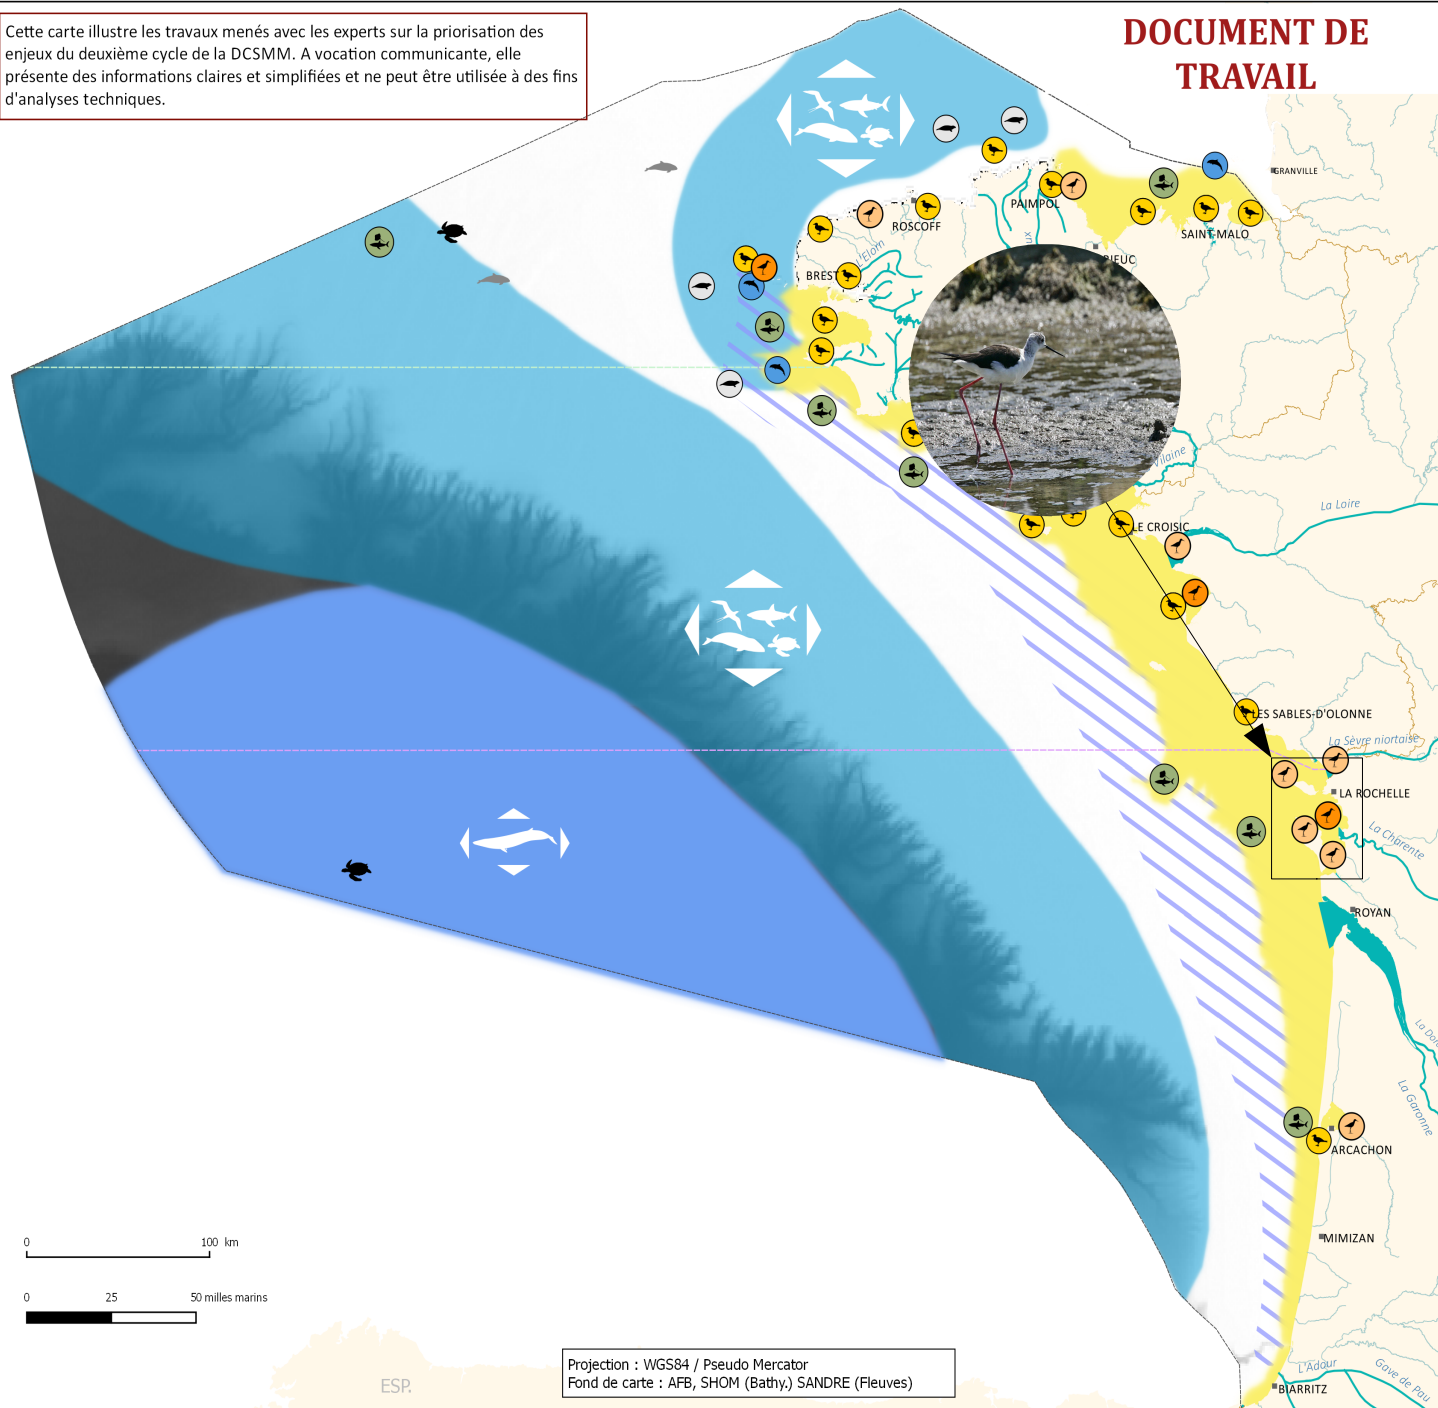 Cette carte illustre les travaux menés avec les experts sur la priorisation des
enjeux du deuxième cycle de la DCSMM. A vocation communicante, elle
présente des informations claires et simplifiées et ne peut être utilisée à des fins
d'analyses techniques.
DOCUMENT DE
TRAVAIL
GRANVILLE
PAIMPOL
ROSCOFF
SAINT-MALO
L'Elorn
BREST
Vilaine
La Loire
LE CROISIC
LES SABLES-D'OLONNE
La Sèvre niortaise
LA ROCHELLE
La Charente
ROYAN
La Garonne
ARCACHON
MIMIZAN
0 100 km
0 25 50 milles marins
Projection : WGS84 / Pseudo Mercator
Fond de carte : AFB, SHOM (Bathy.) SANDRE (Fleuves)
ESP.
L'Adour
Gave de Pau
BIARRITZ